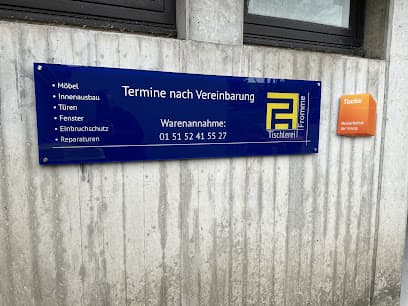 • Möbel
• Innenausbau
• Türen
• Fenster
• Einbruchschutz
• Reparaturen
Termine nach Vereinbarung
Warenannahme:
01 51 52 41 55 27
Tischlerei
Fromme
Tischler